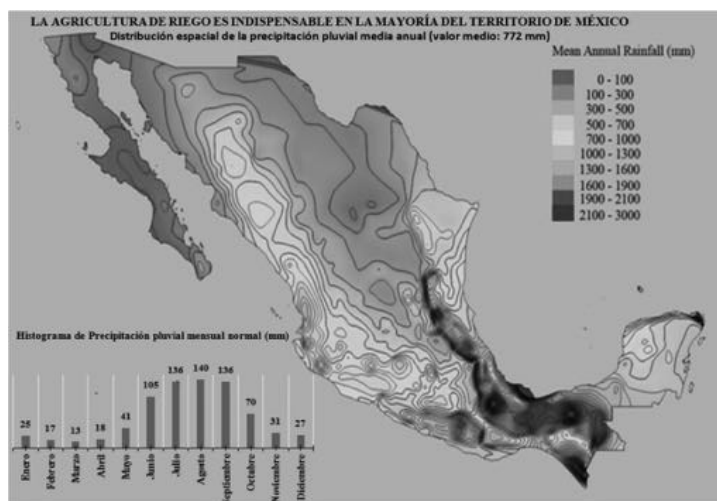 LA AGRICULTURA DE RIEGO ES INDISPENSABLE EN LA MAYORÍA DEL TERRITORIO DE MÉXICO
Distribución espacial de la precipitación pluvial media anual (valor medio: 772 mm)
Mean Annual Rainfall (mm)
0 - 100
100 - 300
300 - 500
500 - 700
700 - 1000
1000 - 1300
1300 - 1600
1600 - 1900
1900 - 2100
2100 - 3000
Histograma de Precipitación pluvial mensual normal (mm)
25
17
13
18
41
105
136
140
136
70
31
27
Enero
Febrero
Marzo
Abril
Mayo
Junio
Julio
Agosto
Septiembre
Octubre
Noviembre
Diciembre